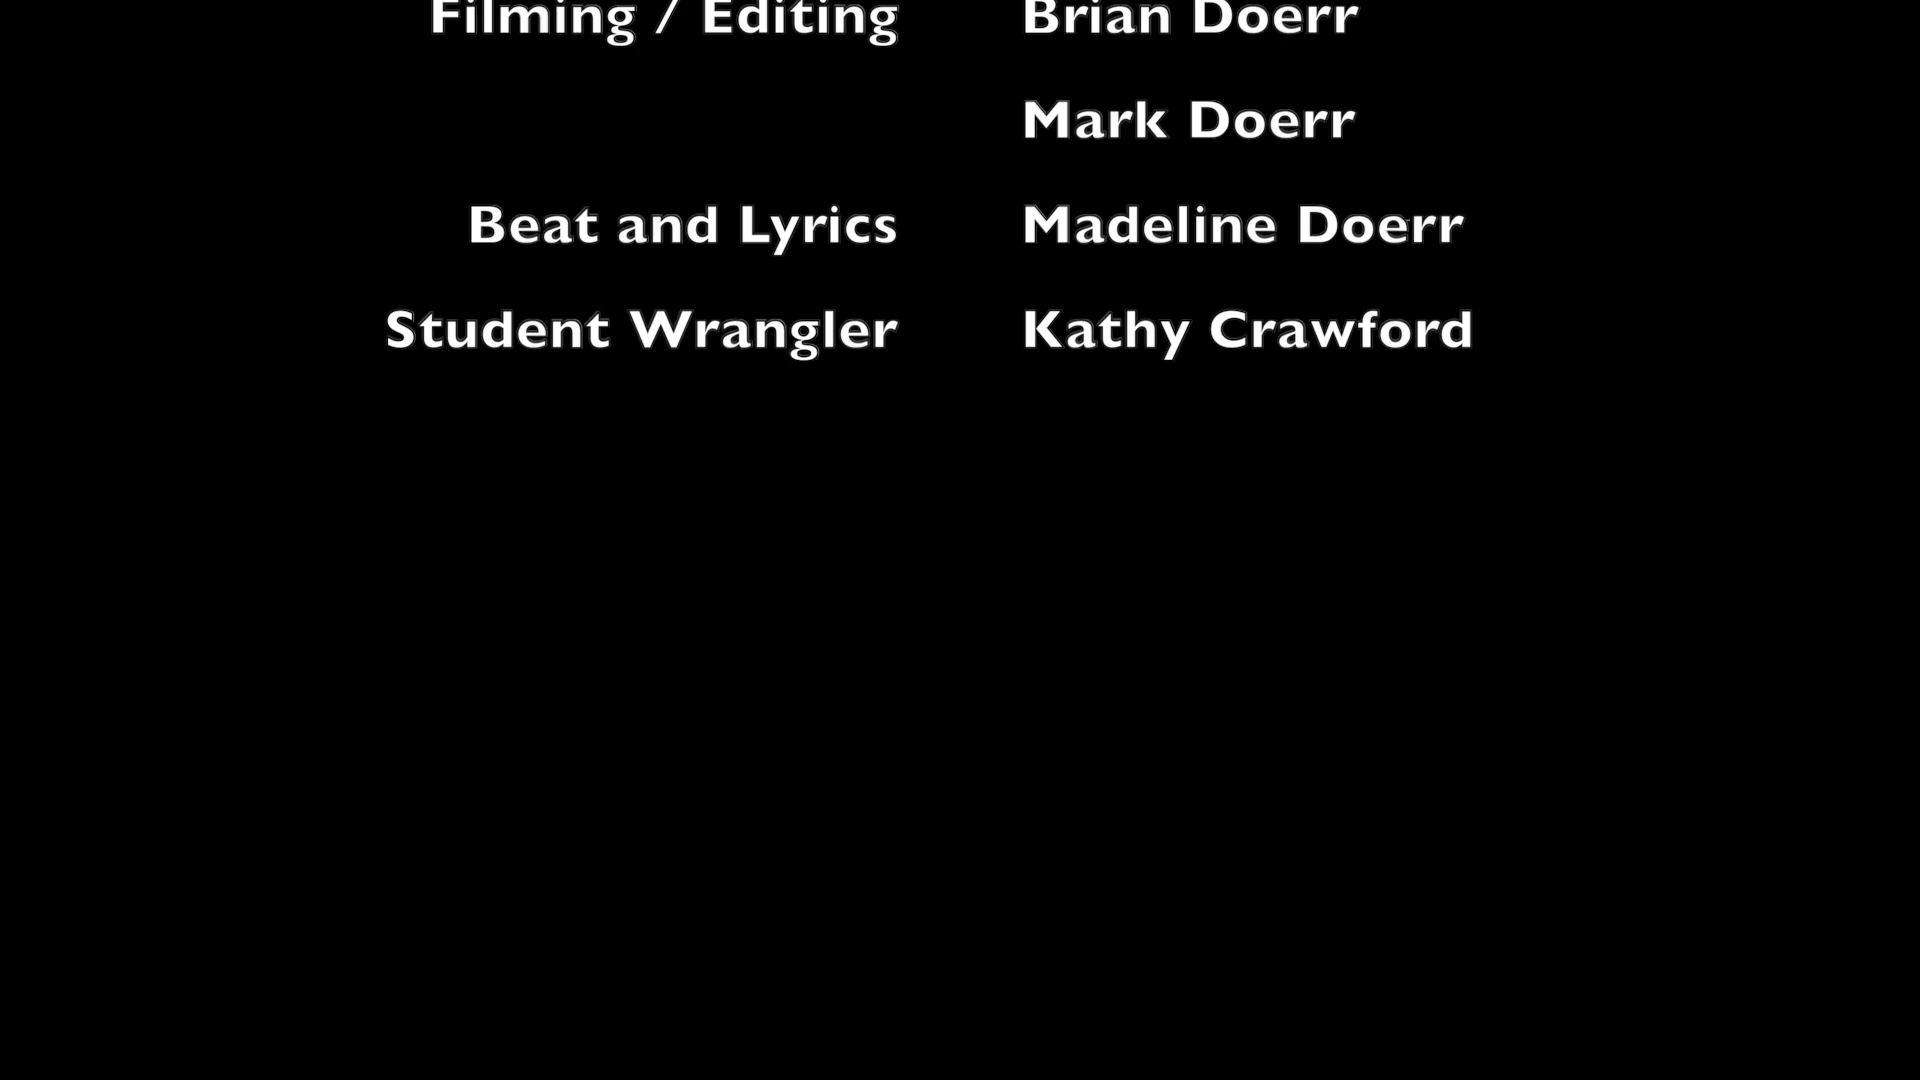 Filming / Editing Brian Doerr
Mark Doerr
Beat and Lyrics Madeline Doerr
Student Wrangler Kathy Crawford